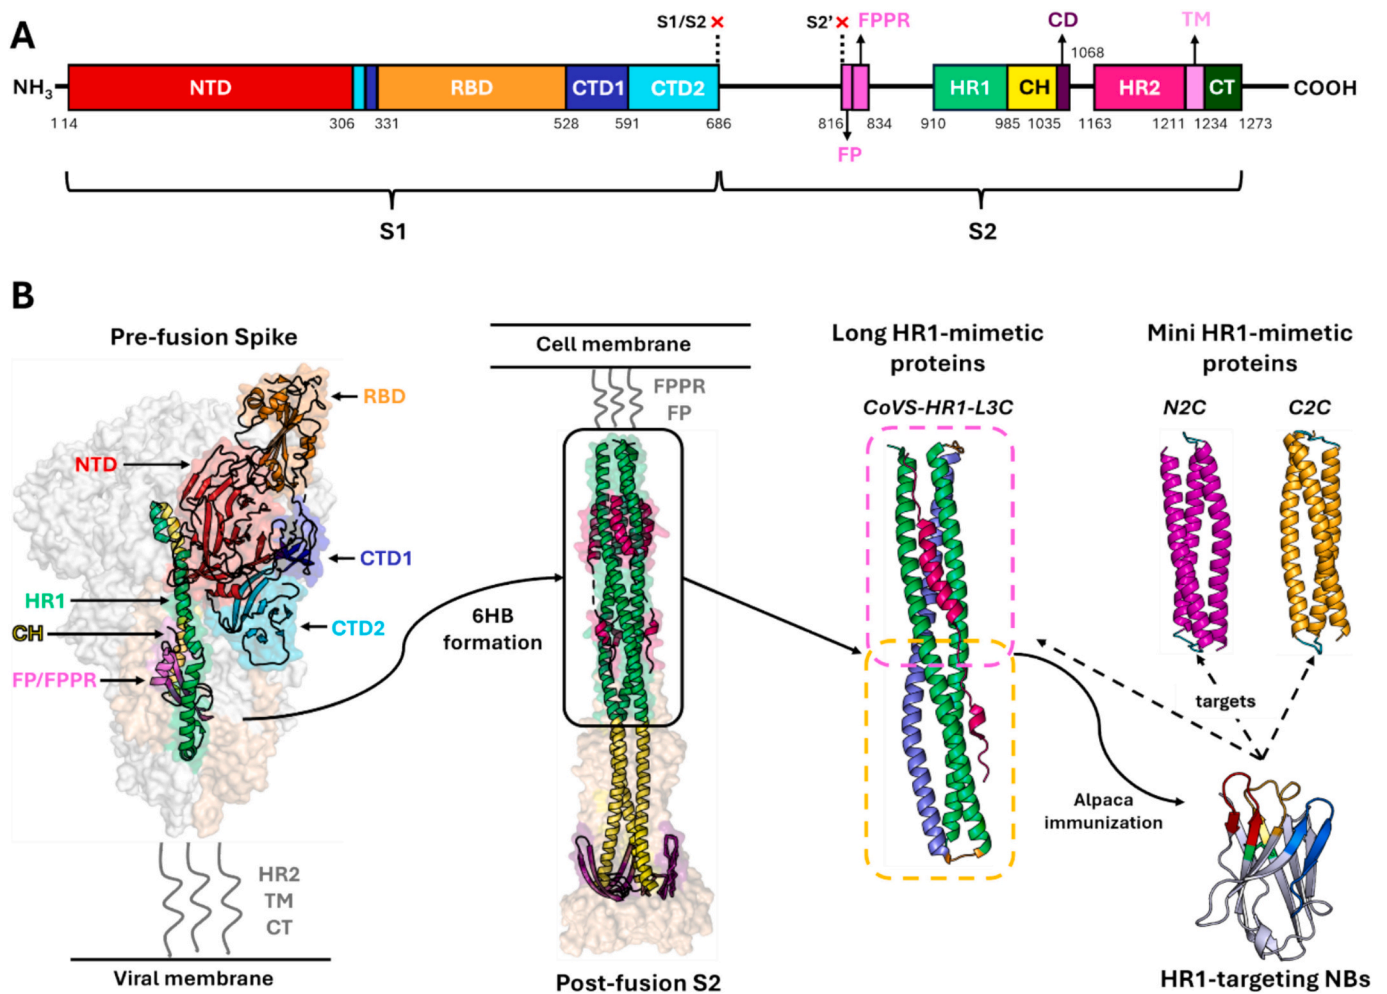 A
S1/S2 ×
S2' ×
FPPR
CD
TM
1068
NH3
NTD
RBD
CTD1
CTD2
HR1
CH
HR2
CT
COOH
114
306
331
528
591
686
816
834
910
985
1035
1163
1211
1234
1273
FP
S1
S2
B
Pre-fusion Spike
RBD
NTD
CTD1
HR1
CH
CTD2
FP/FPPR
HR2
TM
CT
Viral membrane
Cell membrane
FPPR
FP
6HB
formation
Post-fusion S2
Long HR1-mimetic
proteins
CoVS-HR1-L3C
Mini HR1-mimetic
proteins
N2C
C2C
targets
Alpaca
immunization
HR1-targeting NBs